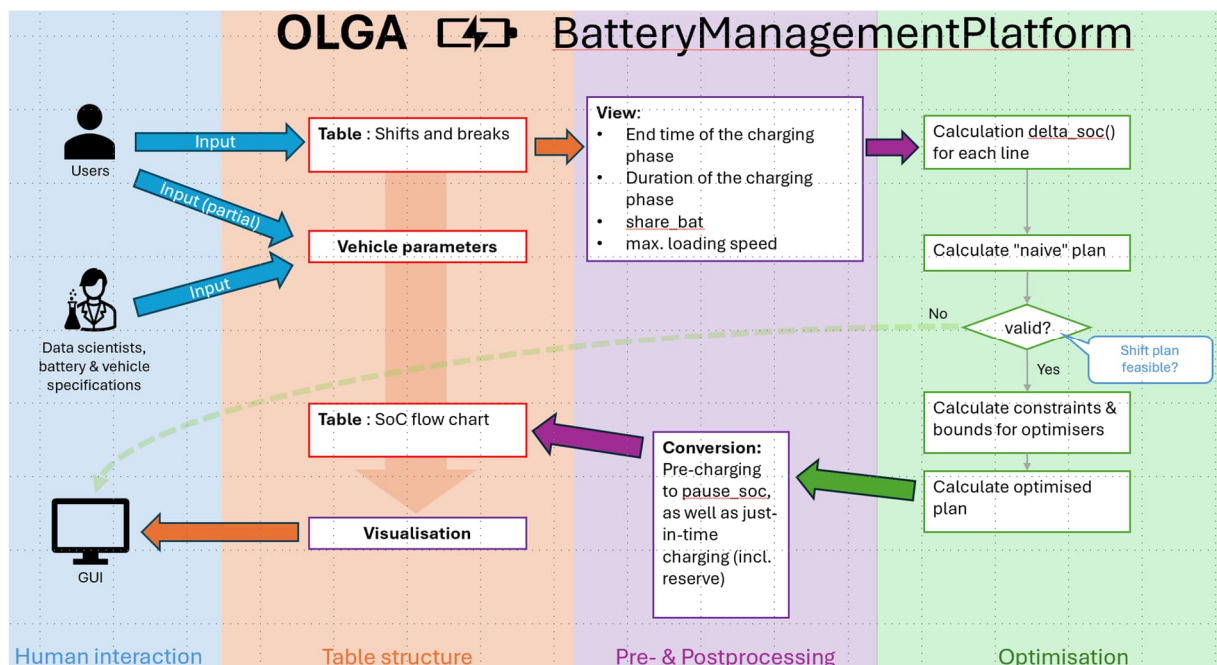 OLGA BatteryManagementPlatform
Users
Input
Input (partial)
Input
Data scientists,
battery & vehicle
specifications
GUI
Human interaction
Table : Shifts and breaks
Vehicle parameters
Table : SoC flow chart
Visualisation
Table structure
View:
• End time of the charging
phase
• Duration of the charging
phase
• share_bat
• max. loading speed
Conversion:
Pre-charging
to pause_soc,
as well as just-
in-time
charging (incl.
reserve)
Pre- & Postprocessing
Calculation delta_soc()
for each line
Calculate "naive" plan
valid?
No
Shift plan
feasible?
Yes
Calculate constraints &
bounds for optimisers
Calculate optimised
plan
Optimisation